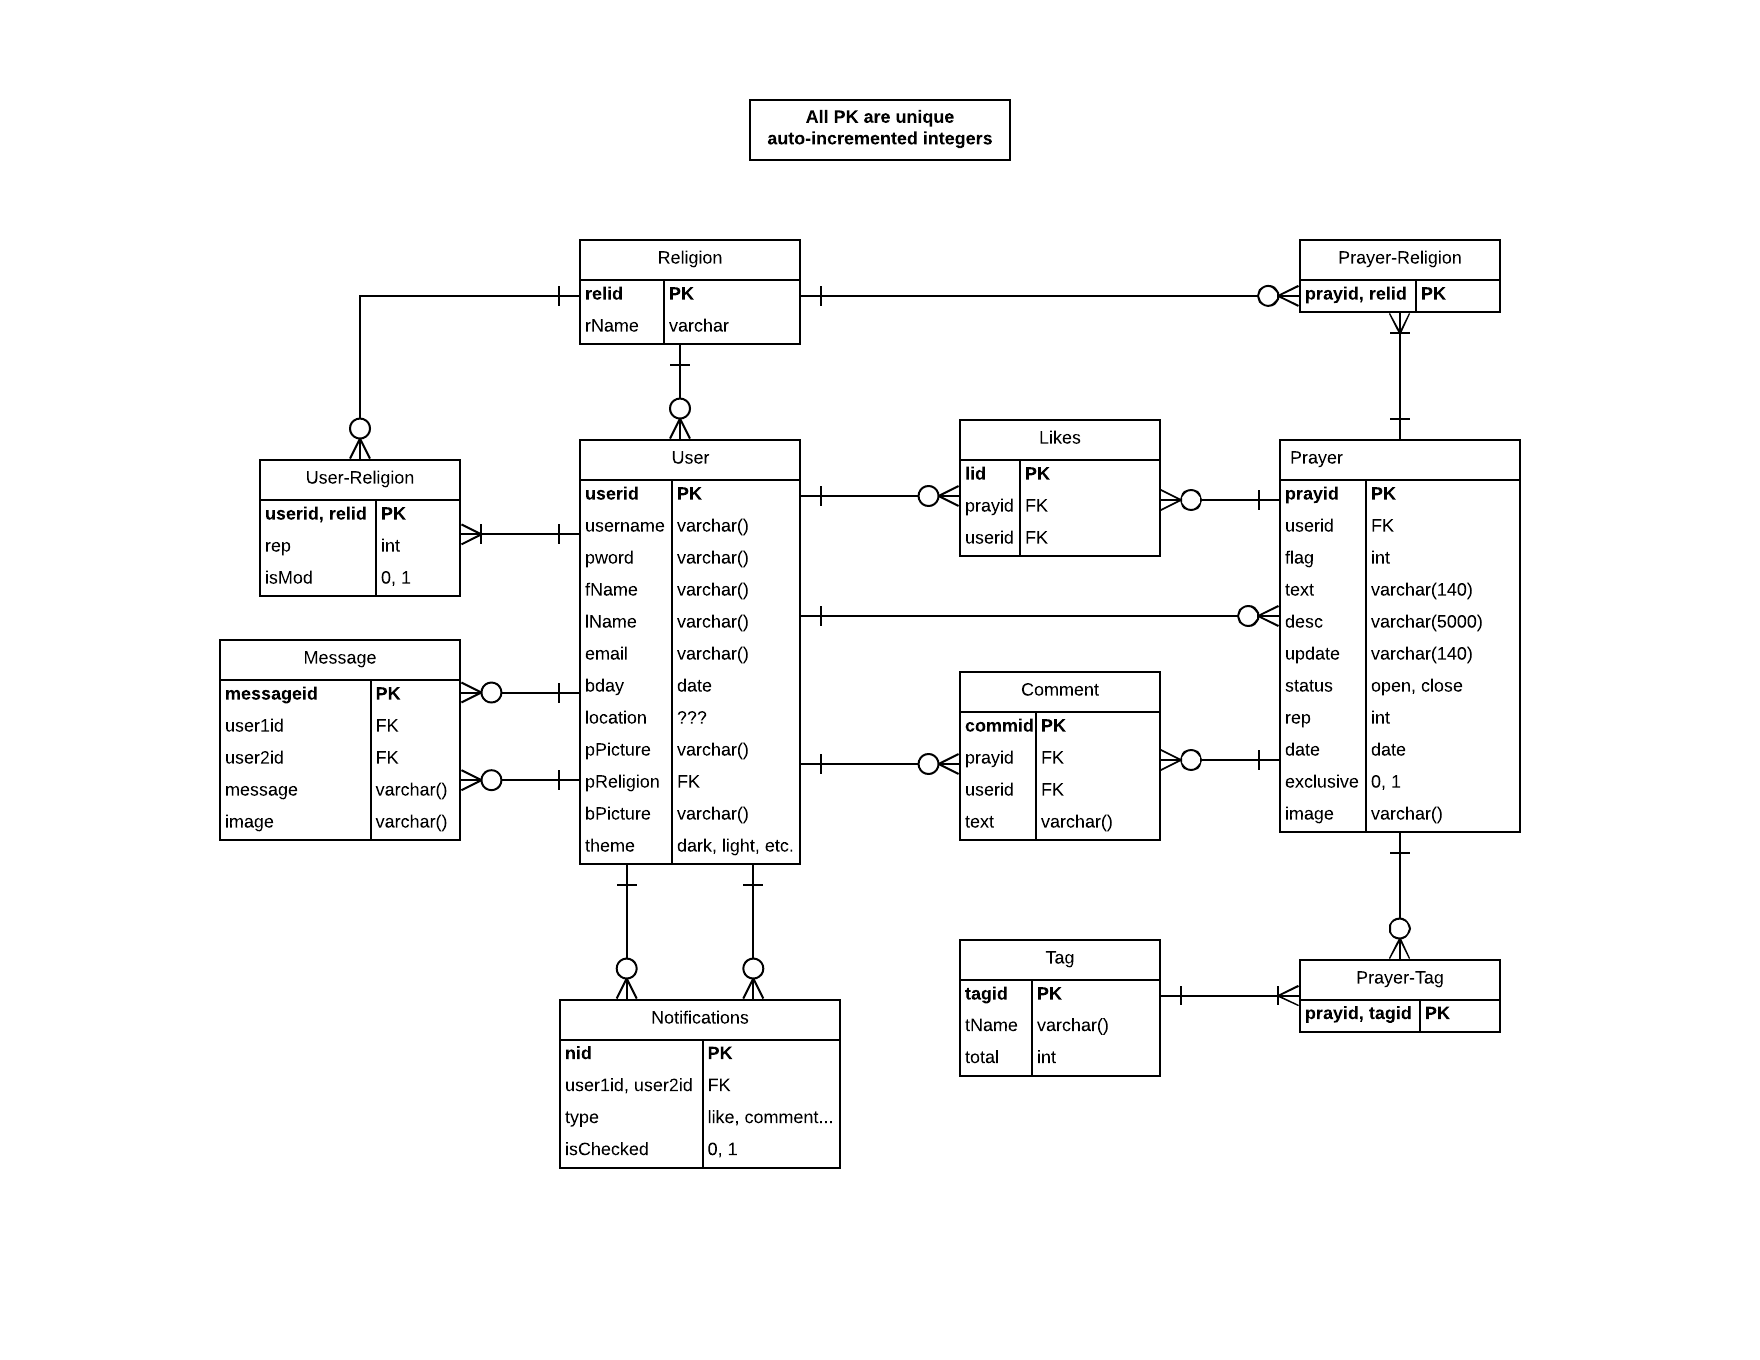 All PK are unique
auto-incremented integers
Religion
relid PK
rName varchar
Prayer-Religion
prayid, relid PK
User-Religion
userid, relid PK
rep int
isMod 0, 1
User
userid PK
username varchar()
pword varchar()
fName varchar()
lName varchar()
email varchar()
bday date
location ???
pPicture varchar()
pReligion FK
bPicture varchar()
theme dark, light, etc.
Likes
lid PK
prayid FK
userid FK
Prayer
prayid PK
userid FK
flag int
text varchar(140)
desc varchar(5000)
update varchar(140)
status open, close
rep int
date date
exclusive 0, 1
image varchar()
Message
messageid PK
user1id FK
user2id FK
message varchar()
image varchar()
Comment
commid PK
prayid FK
userid FK
text varchar()
Notifications
nid PK
user1id, user2id FK
type like, comment...
isChecked 0, 1
Tag
tagid PK
tName varchar()
total int
Prayer-Tag
prayid, tagid PK